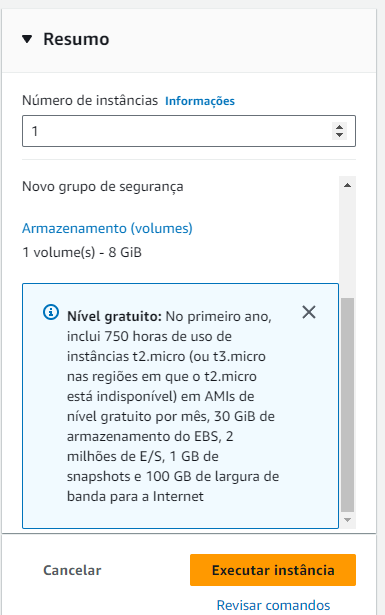 Resumo
Número de instâncias Informações
1
Novo grupo de segurança
Armazenamento (volumes)
1 volume(s) - 8 GiB
Nível gratuito: No primeiro ano,
inclui 750 horas de uso de
instâncias t2.micro (ou t3.micro
nas regiões em que o t2.micro
está indisponível) em AMIs de
nível gratuito por mês, 30 GiB de
armazenamento do EBS, 2
milhões de E/S, 1 GB de
snapshots e 100 GB de largura de
banda para a Internet
Cancelar
Executar instância
Revisar comandos